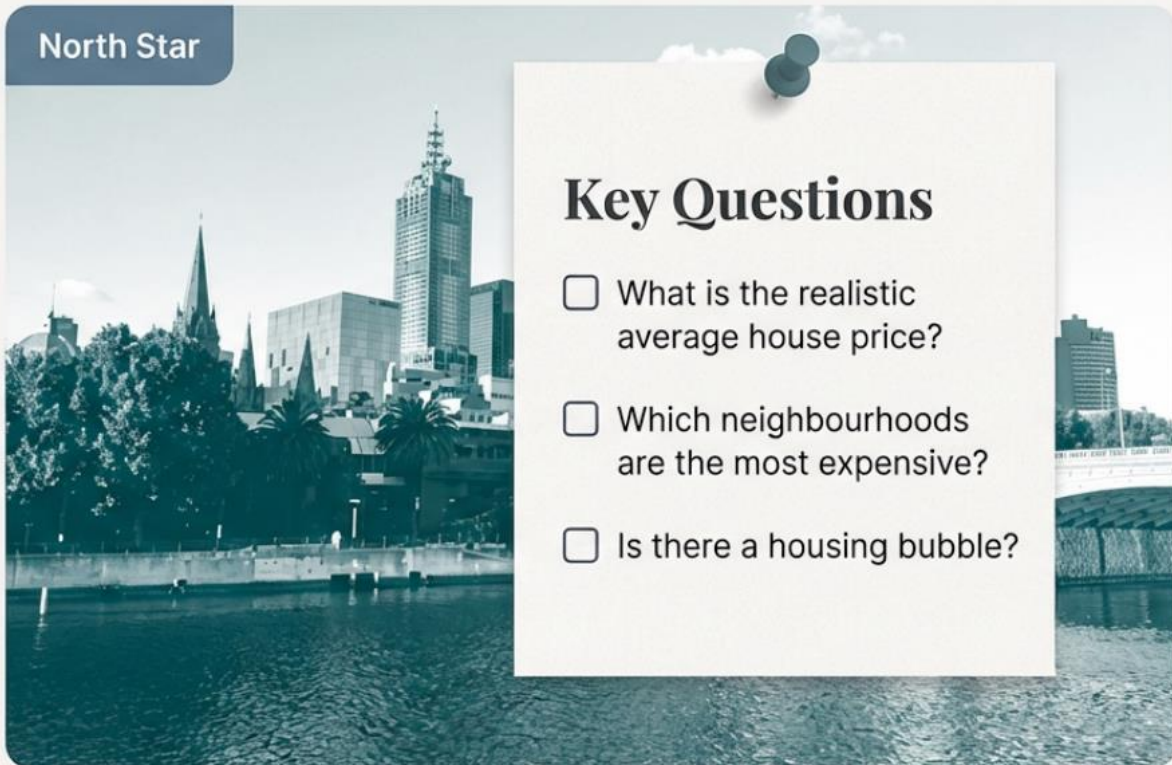 North Star
Key Questions
What is the realistic
average house price?
Which neighbourhoods
are the most expensive?
Is there a housing bubble?